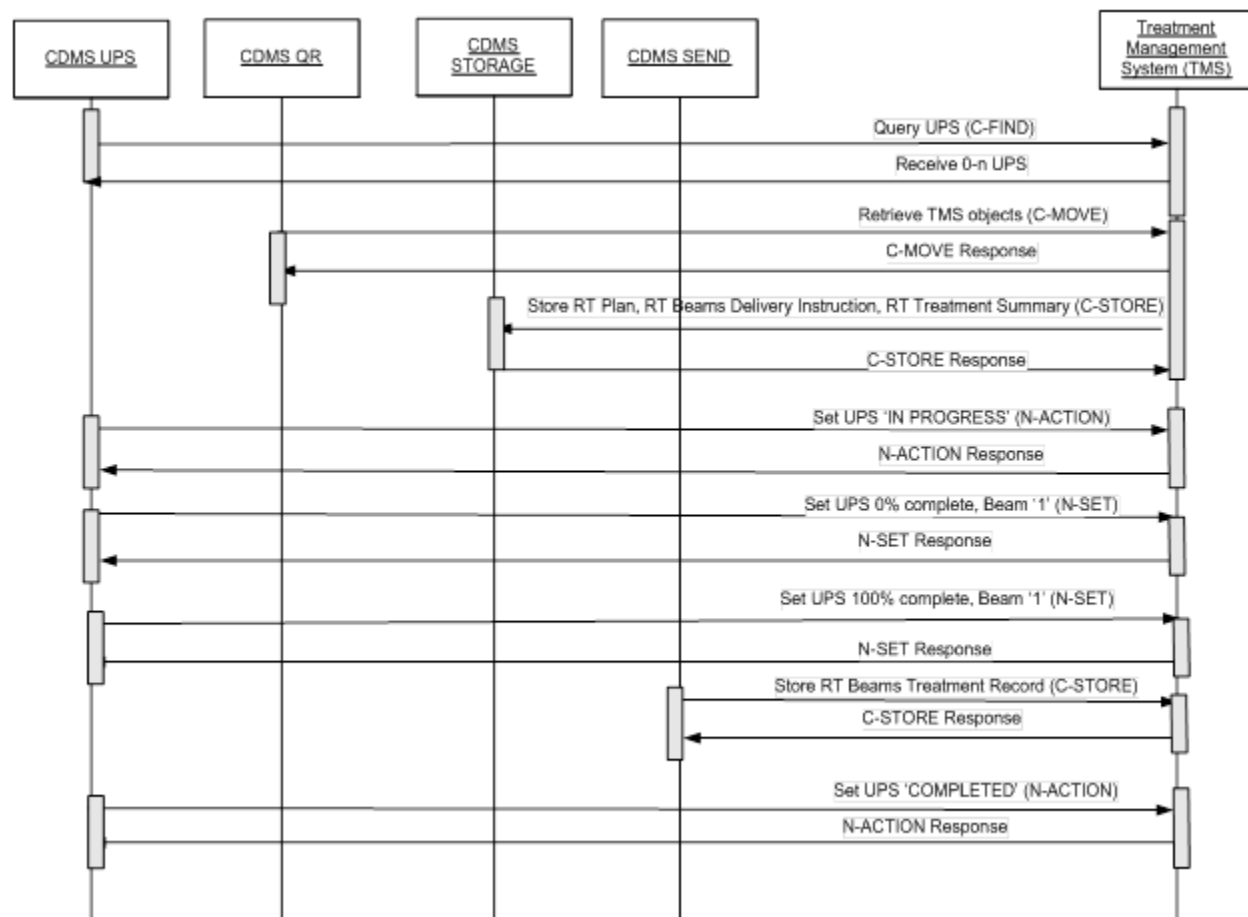 CDMS UPS
CDMS QR
CDMS
STORAGE
CDMS SEND
Treatment
Management
System (TMS)
Query UPS (C-FIND)
Receive 0-n UPS
Retrieve TMS objects (C-MOVE)
C-MOVE Response
Store RT Plan, RT Beams Delivery Instruction, RT Treatment Summary (C-STORE)
C-STORE Response
Set UPS ‘IN PROGRESS’ (N-ACTION)
N-ACTION Response
Set UPS 0% complete, Beam ‘1’ (N-SET)
N-SET Response
Set UPS 100% complete, Beam ‘1’ (N-SET)
N-SET Response
Store RT Beams Treatment Record (C-STORE)
C-STORE Response
Set UPS ‘COMPLETED’ (N-ACTION)
N-ACTION Response